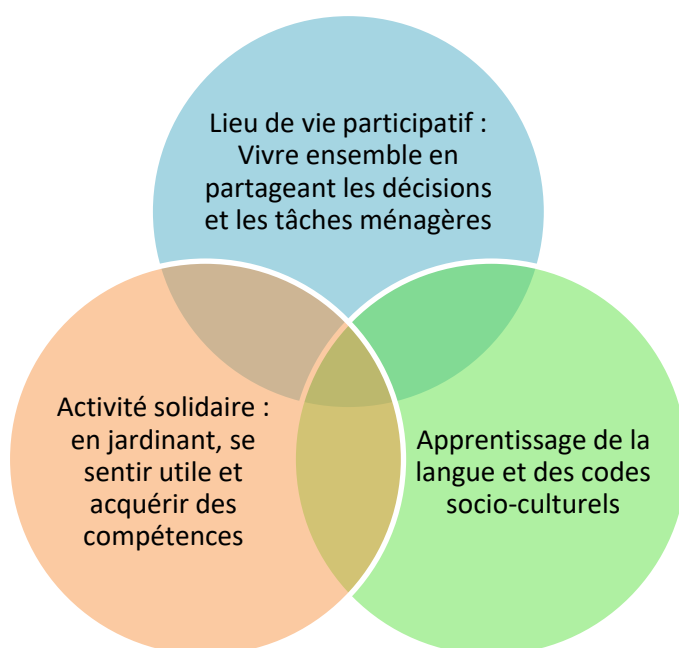 Lieu de vie participatif :
Vivre ensemble en
partageant les décisions
et les tâches ménagères
Activité solidaire :
en jardinant, se
sentir utile et
acquérir des
compétences
Apprentissage de la
langue et des codes
socio-culturels